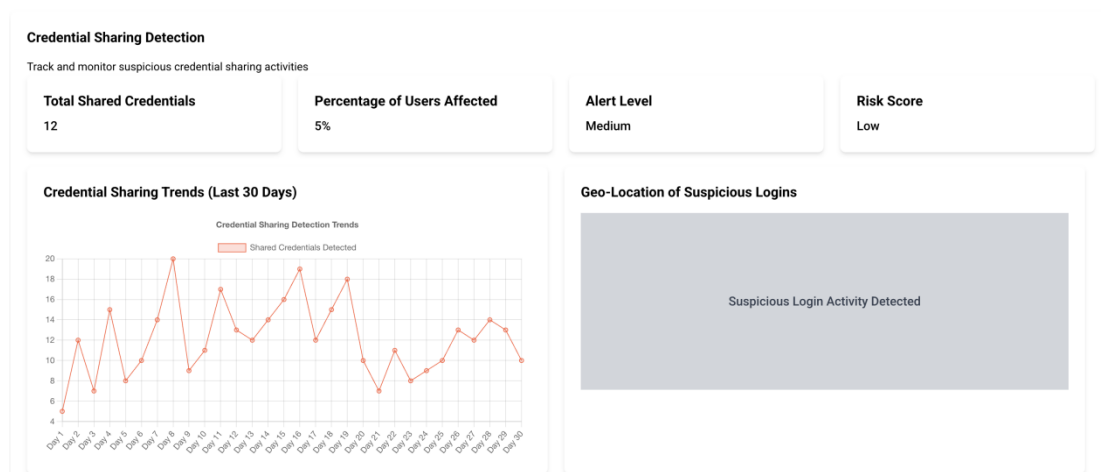 Credential Sharing Detection
Track and monitor suspicious credential sharing activities
Total Shared Credentials
12
Percentage of Users Affected
5%
Alert Level
Medium
Risk Score
Low
Credential Sharing Trends (Last 30 Days)
Credential Sharing Detection Trends
Shared Credentials Detected
20
18
16
14
12
10
8
6
4
Day 1
Day 2
Day 3
Day 4
Day 5
Day 6
Day 7
Day 8
Day 9
Day 10
Day 11
Day 12
Day 13
Day 14
Day 15
Day 16
Day 17
Day 18
Day 19
Day 20
Day 21
Day 22
Day 23
Day 24
Day 25
Day 26
Day 27
Day 28
Day 29
Day 30
Geo-Location of Suspicious Logins
Suspicious Login Activity Detected